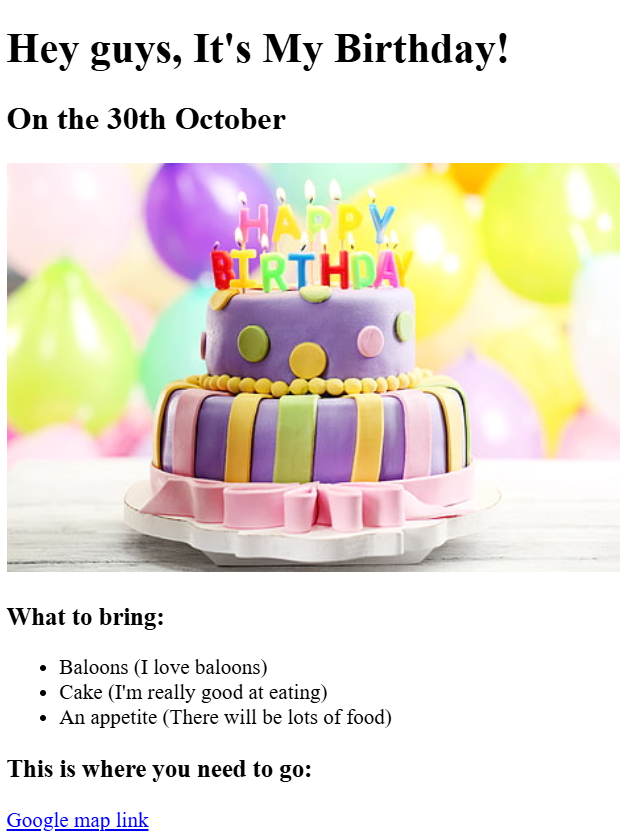 Hey guys, It's My Birthday!
On the 30th October
HAPPY
BIRTHDAY
What to bring:
Baloons (I love baloons)
Cake (I'm really good at eating)
An appetite (There will be lots of food)
This is where you need to go:
Google map link